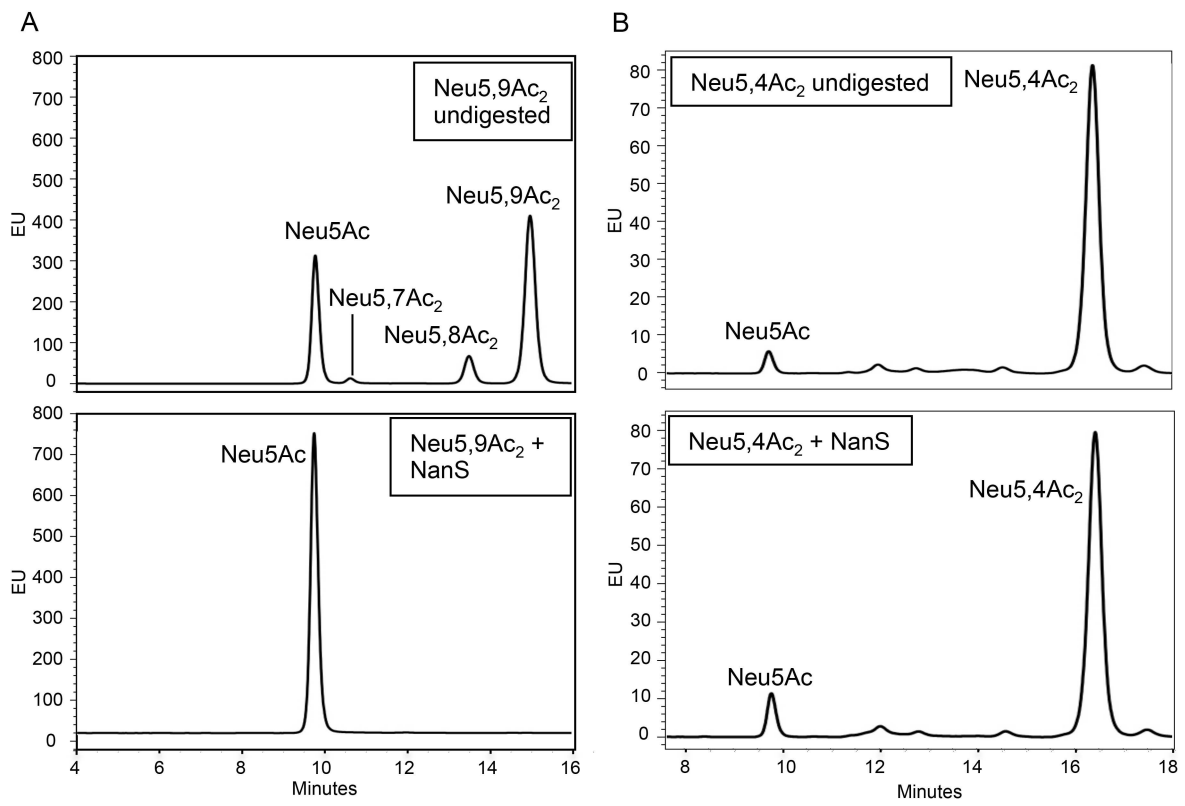 A
800
700
600
500
400
300
200
100
0
EU
Neu5,9Ac₂
undigested
Neu5Ac
Neu5,7Ac₂
Neu5,8Ac₂
Neu5,9Ac₂
800
700
600
500
400
300
200
100
0
EU
Neu5,9Ac₂ +
NanS
Neu5Ac
4 6 8 10 12 14 16
Minutes
B
80
70
60
50
40
30
20
10
0
EU
Neu5,4Ac₂ undigested
Neu5,4Ac₂
Neu5Ac
80
70
60
50
40
30
20
10
0
EU
Neu5,4Ac₂ + NanS
Neu5,4Ac₂
Neu5Ac
8 10 12 14 16 18
Minutes